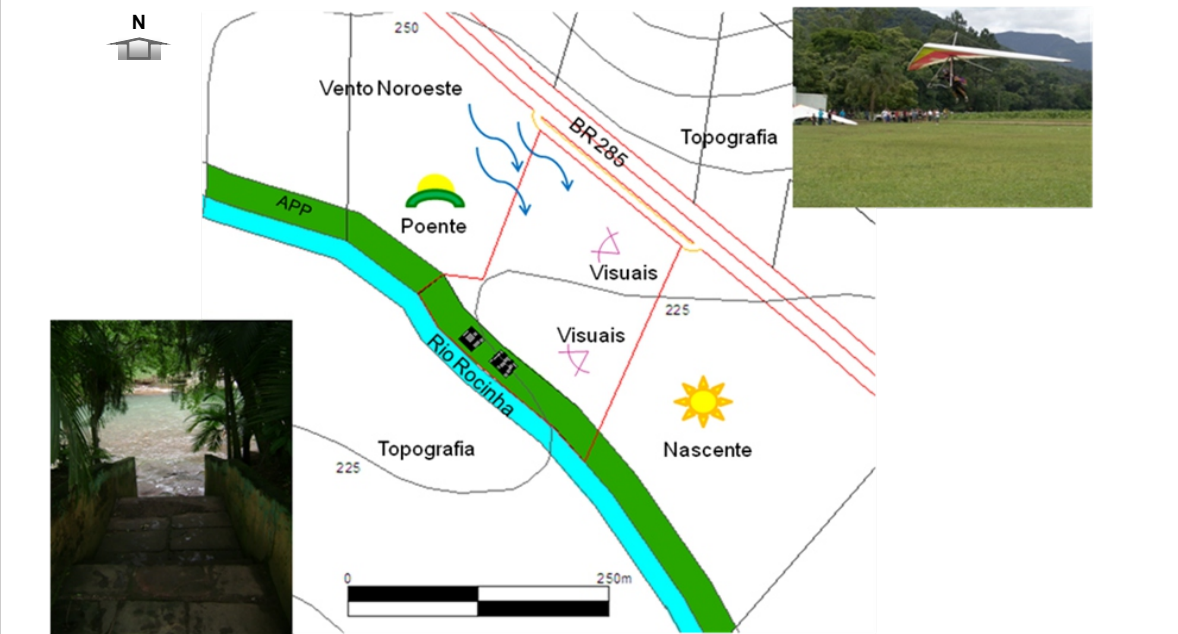 N
250
Vento Noroeste
BR 285
Topografia
APP
Poente
Visuais
225
Visuais
Rio Rocinha
Topografia
Nascente
225
0
250m